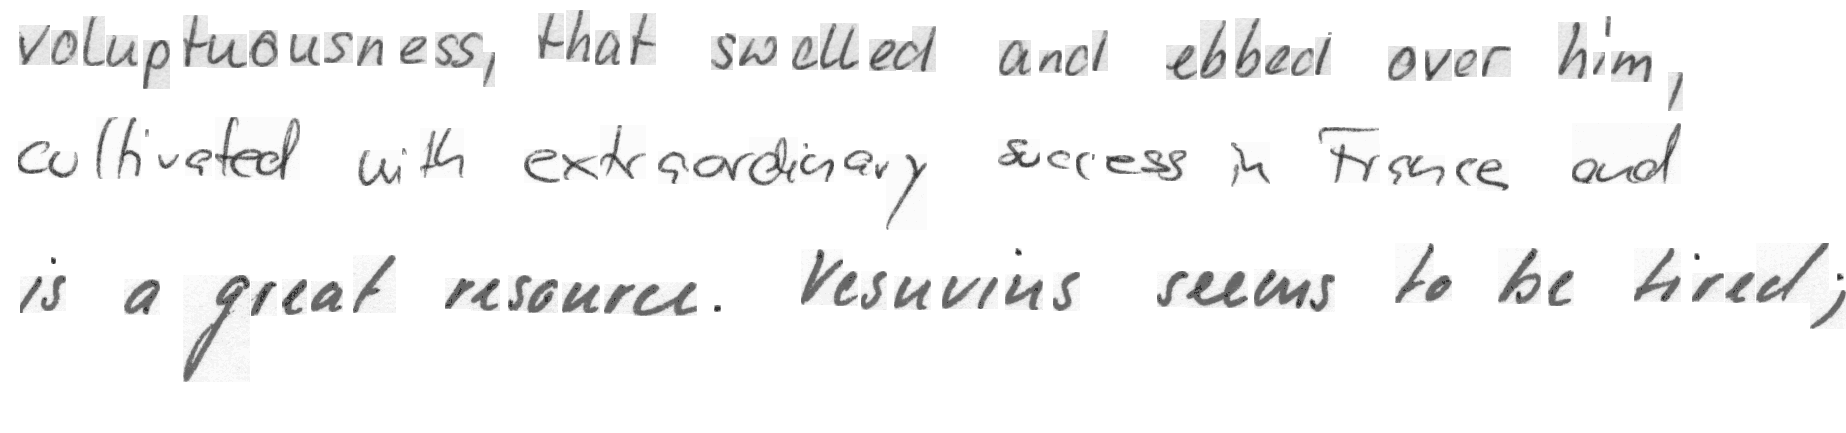 voluptuousness, that swelled and ebbed over him,
cultivated with extraordinary success in France and
is a great resource. Vesuvius seems to be tired;